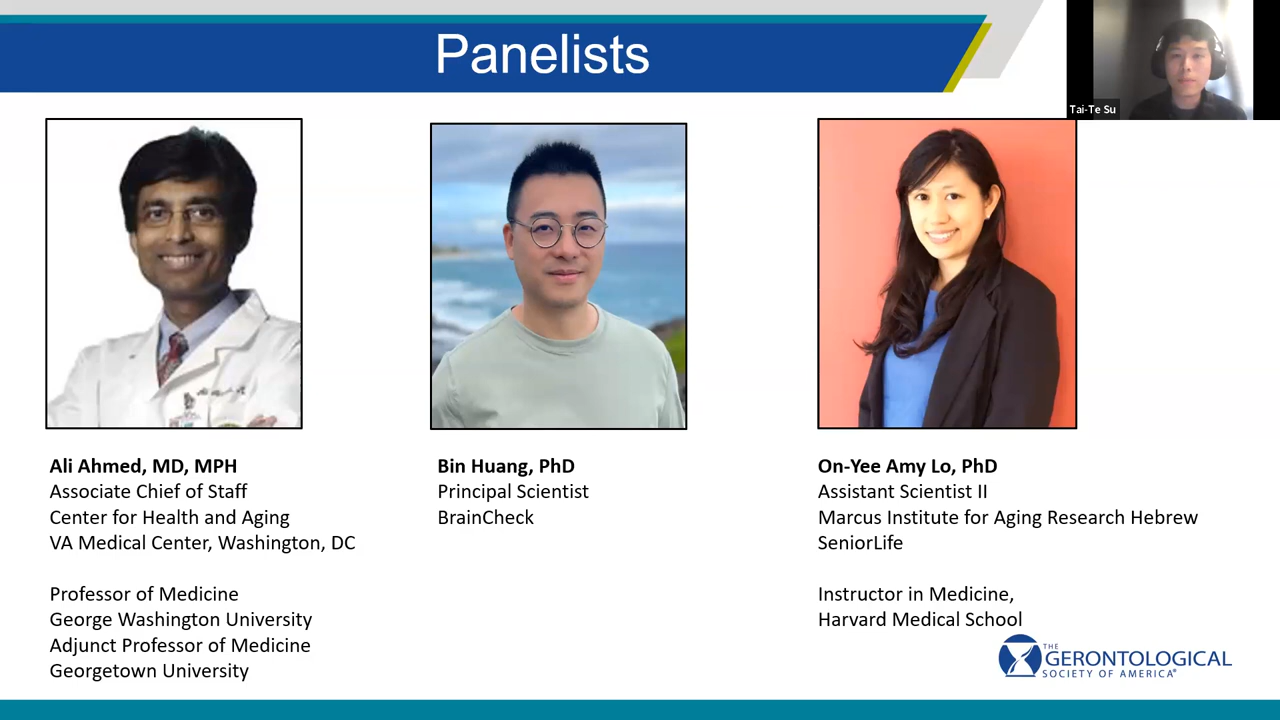 Panelists
Tai-Te Su
Ali Ahmed, MD, MPH
Associate Chief of Staff
Center for Health and Aging
VA Medical Center, Washington, DC
Professor of Medicine
George Washington University
Adjunct Professor of Medicine
Georgetown University
Bin Huang, PhD
Principal Scientist
BrainCheck
On-Yee Amy Lo, PhD
Assistant Scientist II
Marcus Institute for Aging Research Hebrew
SeniorLife
Instructor in Medicine,
Harvard Medical School
THE
GERONTOLOGICAL
SOCIETY OF AMERICA®